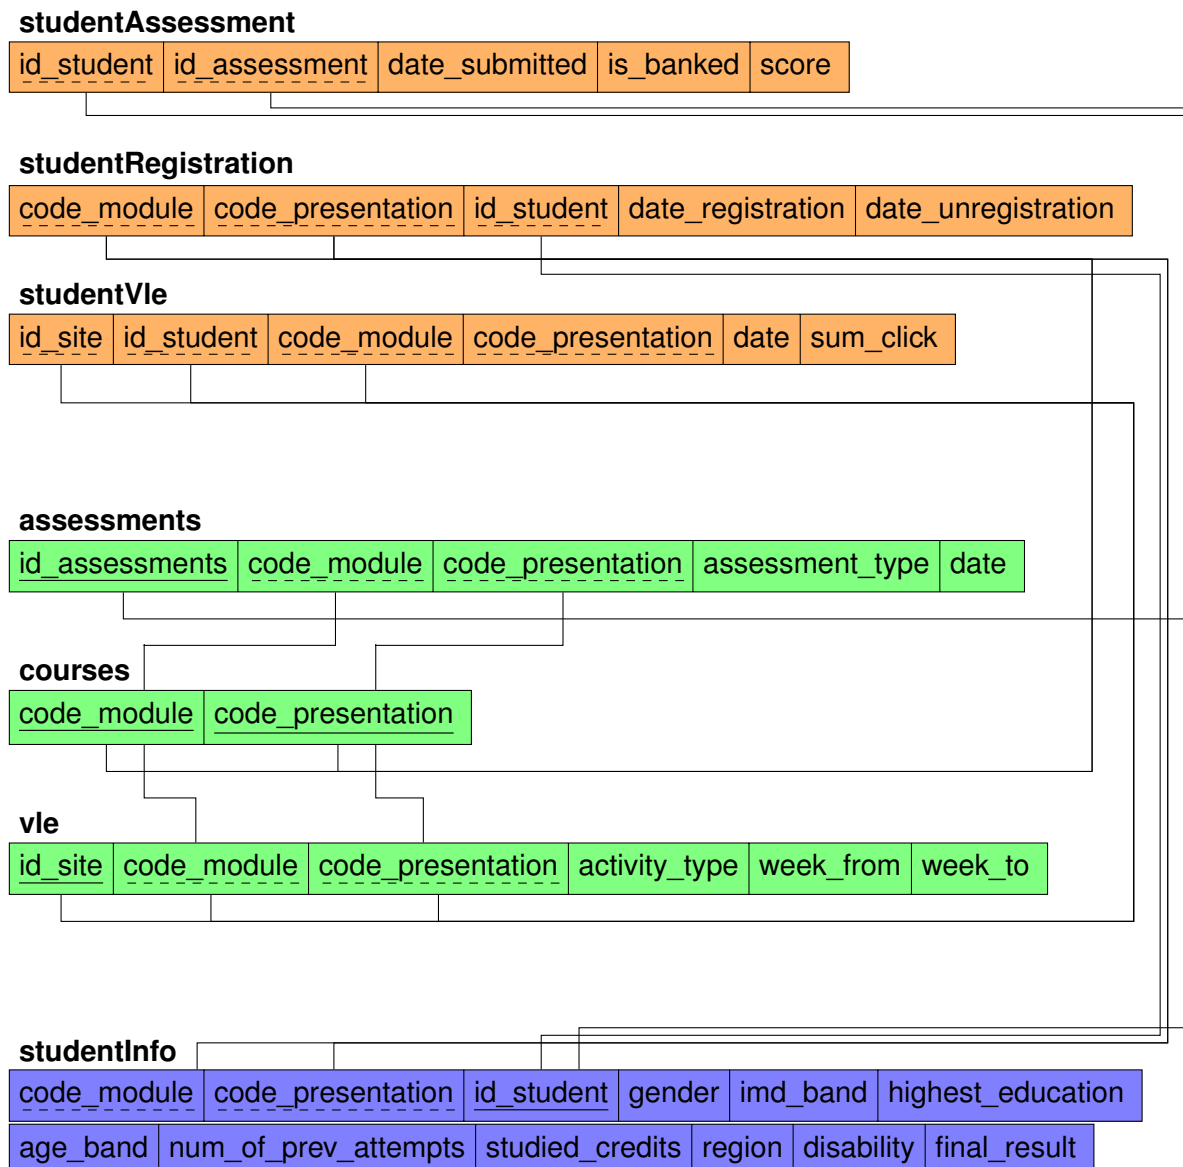 studentAssessment
id_student id_assessment date_submitted is_banked score
studentRegistration
code_module code_presentation id_student date_registration date_unregistration
studentVle
id_site id_student code_module code_presentation date sum_click
assessments
id_assessments code_module code_presentation assessment_type date
courses
code_module code_presentation
vle
id_site code_module code_presentation activity_type week_from week_to
studentInfo
code_module code_presentation id_student gender imd_band highest_education
age_band num_of_prev_attempts studied_credits region disability final_result